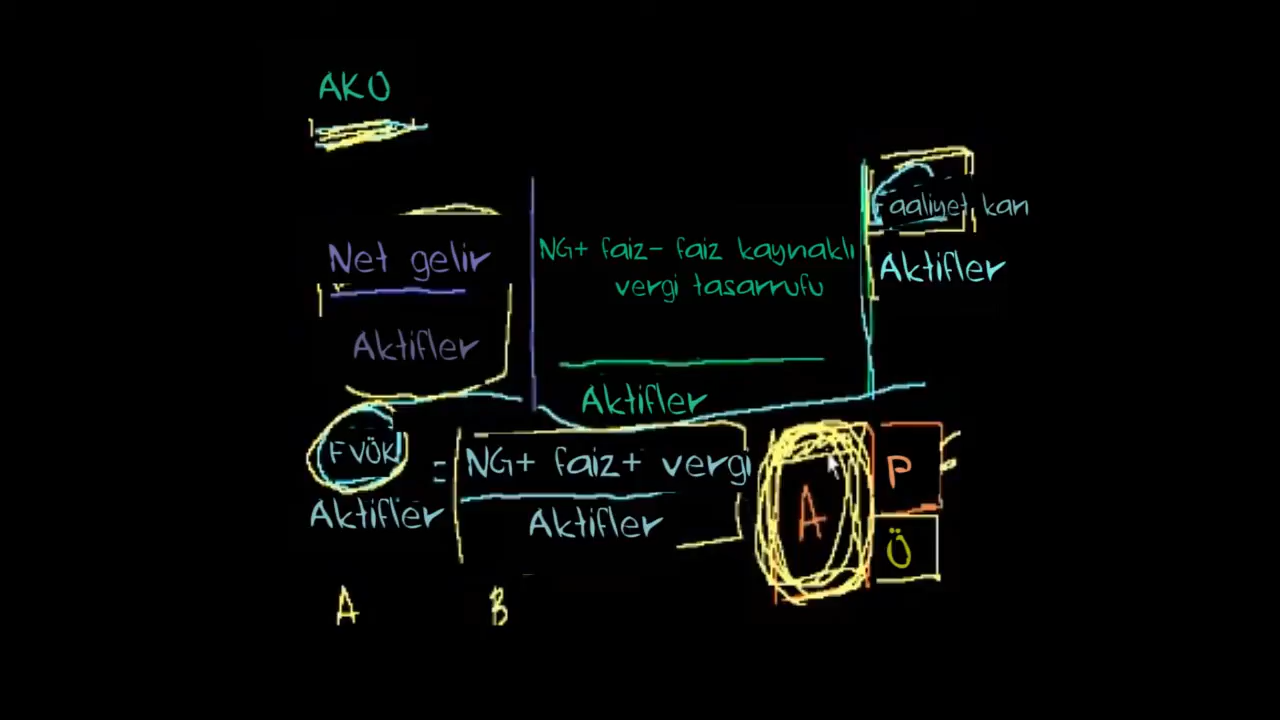 AKO
Net gelir
Aktifler
NG+ faiz- faiz kaynaklı
vergi tasarrufu
Aktifler
Faaliyet karı
Aktifler
FVÖK
Aktifler
=
NG+ faiz+ vergi
Aktifler
A
P
Ö
A
B